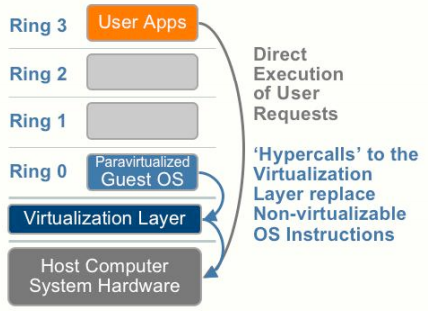 Ring 3
User Apps
Ring 2
Ring 1
Ring 0
Paravirtualized
Guest OS
Virtualization Layer
Host Computer
System Hardware
Direct
Execution
of User
Requests
‘Hypercalls’ to the
Virtualization
Layer replace
Non-virtualizable
OS Instructions